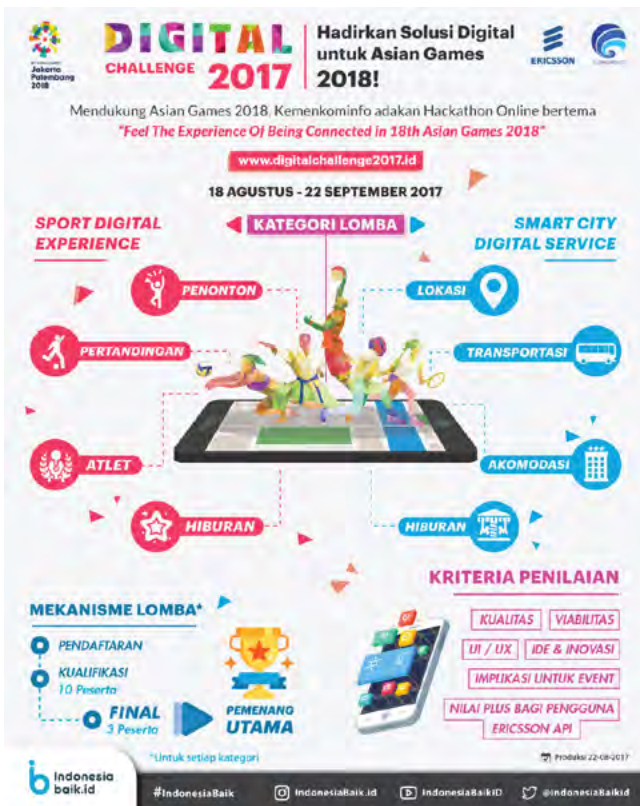 Jakarta
Palembang
2018
DIGITAL
CHALLENGE 2017
Hadirkan Solusi Digital
untuk Asian Games
2018!
ERICSSON
Mendukung Asian Games 2018, Kemenkominfo adakan Hackathon Online bertema
"Feel The Experience Of Being Connected in 18th Asian Games 2018"
www.digitalchallenge2017.id
18 AGUSTUS - 22 SEPTEMBER 2017
KATEGORI LOMBA
SPORT DIGITAL
EXPERIENCE
PENONTON
PERTANDINGAN
ATLET
HIBURAN
SMART CITY
DIGITAL SERVICE
LOKASI
TRANSPORTASI
AKOMODASI
HIBURAN
MEKANISME LOMBA*
PENDAFTARAN
KUALIFIKASI
10 Peserta
FINAL
3 Peserta
PEMENANG
UTAMA
*Untuk setiap kategori
KRITERIA PENILAIAN
KUALITAS
VIABILITAS
UI / UX
IDE & INOVASI
IMPLIKASI UNTUK EVENT
NILAI PLUS BAGI PENGGUNA
ERICSSON API
Produksi 22-08-2017
Indonesia
baik.id
#IndonesiaBaik
IndonesiaBaik.id
IndonesiaBaikID
@IndonesiaBaikId